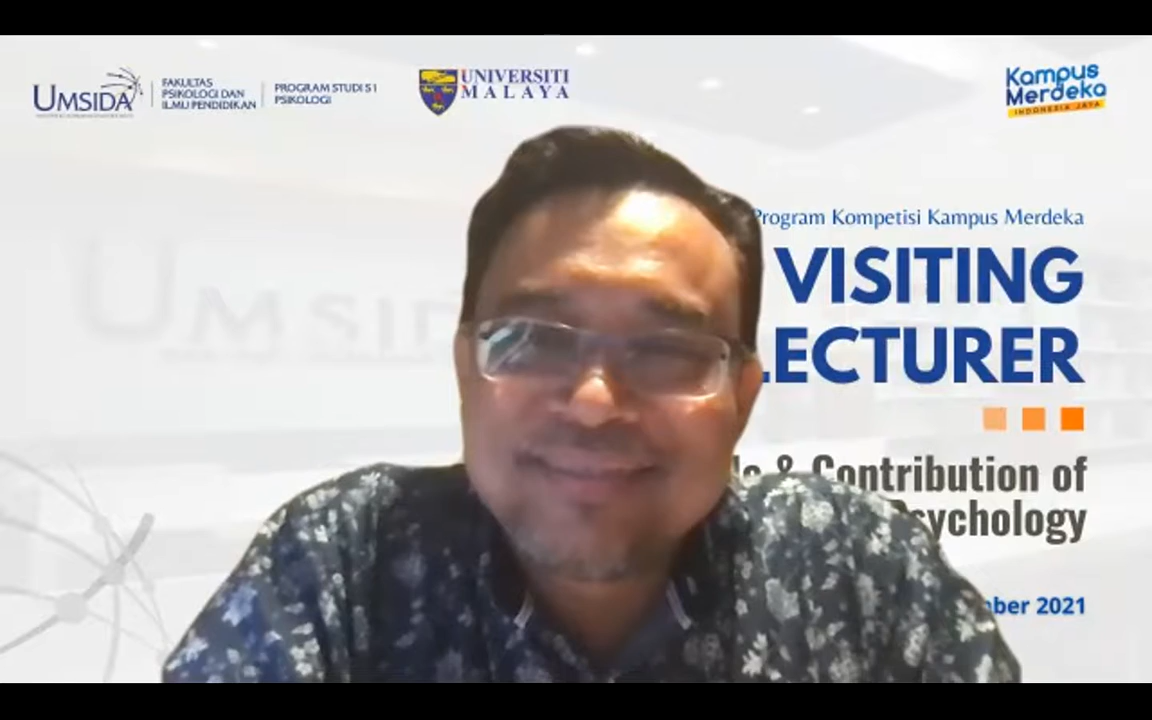 UMSIDA
FAKULTAS
PSIKOLOGI DAN
ILMU PENDIDIKAN
PROGRAM STUDI S1
PSIKOLOGI
UNIVERSITI
MALAYA
Kampus
Merdeka
INDONESIA JAYA
Program Kompetisi Kampus Merdeka
VISITING
LECTURER
& Contribution of
Psychology
2021
UMSID